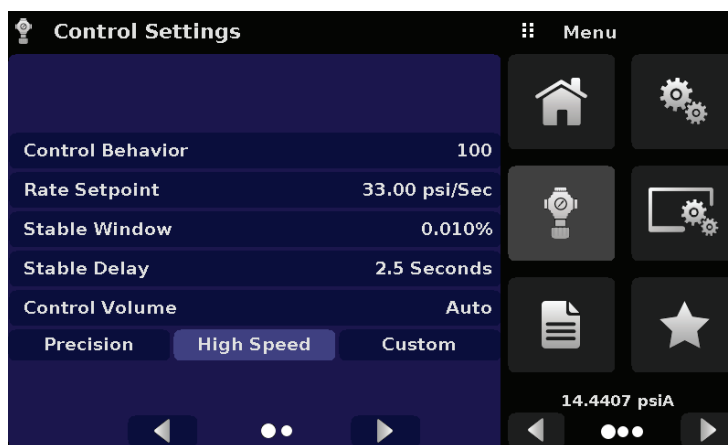 Control Settings
Menu
Control Behavior 100
Rate Setpoint 33.00 psi/Sec
Stable Window 0.010%
Stable Delay 2.5 Seconds
Control Volume Auto
Precision High Speed Custom
14.4407 psiA